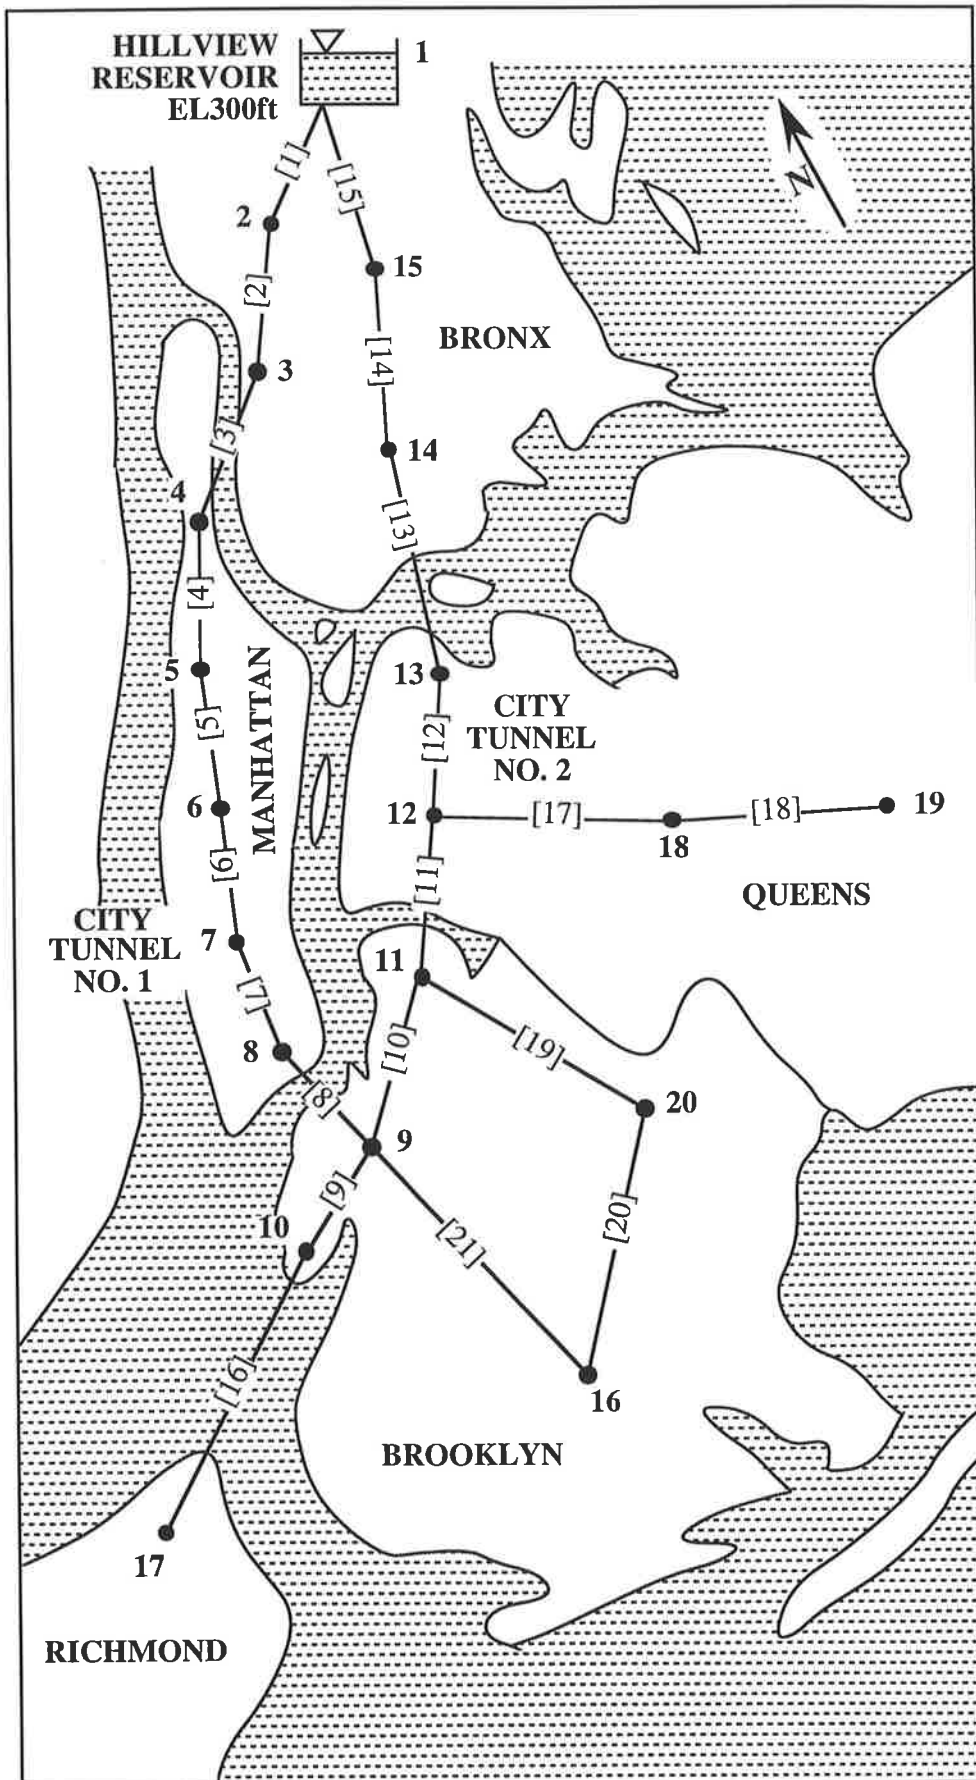 HILLVIEW
RESERVOIR
EL300ft
1
[1]
[15]
N
2
15
[2]
BRONX
[14]
3
[3]
14
4
[13]
[4]
5
MANHATTAN
13
CITY
TUNNEL
NO. 2
[5]
[12]
6
12
[17]
18
[18]
19
[6]
[11]
QUEENS
CITY
TUNNEL
NO. 1
7
11
[7]
[10]
[19]
8
[8]
20
9
[9]
[20]
10
[21]
[16]
16
BROOKLYN
17
RICHMOND